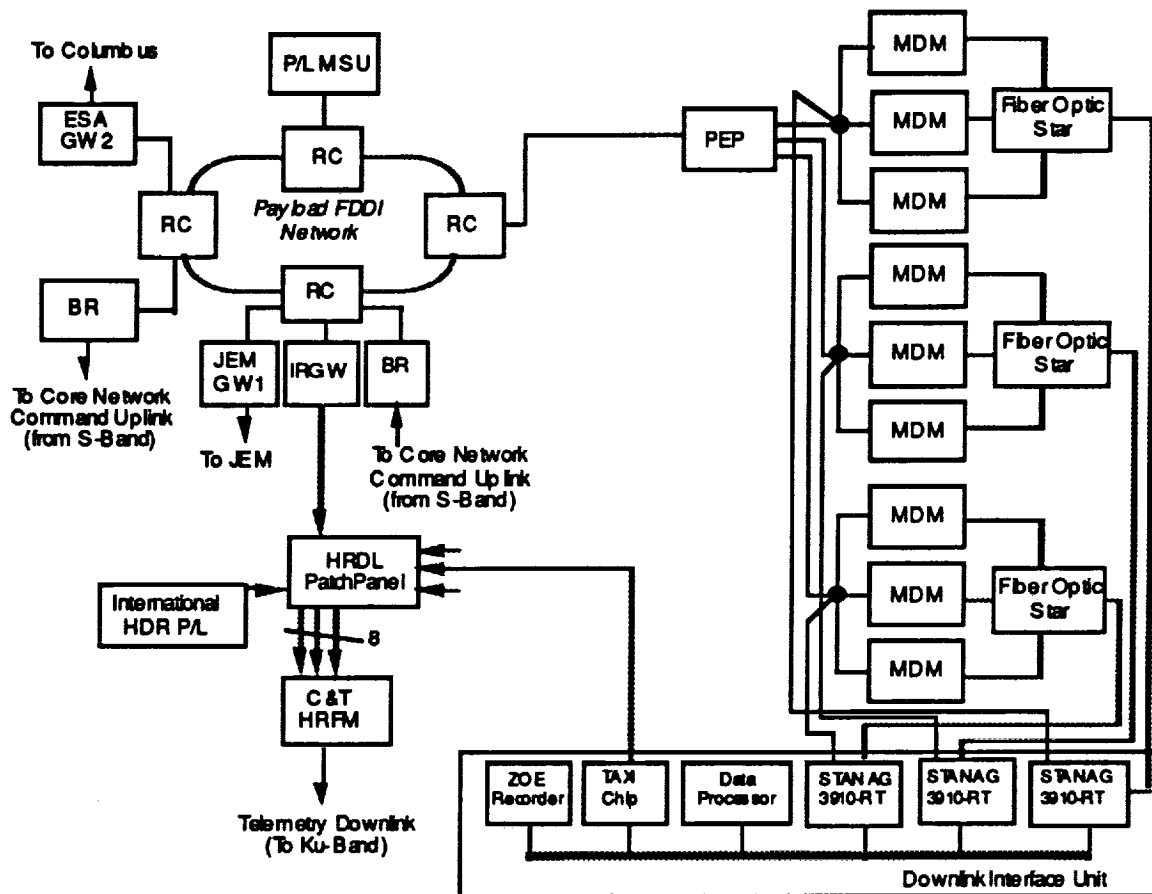 To Columbus
ESA
GW2
P/L MSU
RC
RC
Payload FDDI
Network
RC
RC
BR
JEM
GW1
IRGW
BR
To Core Network
Command Uplink
(from S-Band)
To JEM
To Core Network
Command Uplink
(from S-Band)
HRDL
Patch Panel
International
HDR P/L
8
C&T
HRFM
Telemetry Downlink
(To Ku-Band)
PEP
MDM
MDM
MDM
Fiber Optic
Star
MDM
MDM
MDM
Fiber Optic
Star
MDM
MDM
MDM
Fiber Optic
Star
ZOE
Recorder
TAXI
Chip
Data
Processor
STANAG
3910-RT
STANAG
3910-RT
STANAG
3910-RT
Downlink Interface Unit